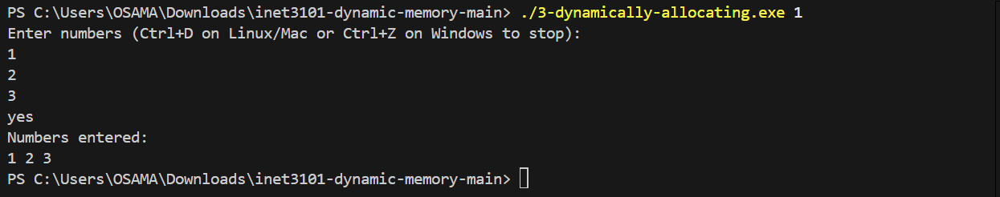 PS C:\Users\OSAMA\Downloads\inet3101-dynamic-memory-main> ./3-dynamically-allocating.exe 1
Enter numbers (Ctrl+D on Linux/Mac or Ctrl+Z on Windows to stop):
1
2
3
yes
Numbers entered:
1 2 3
PS C:\Users\OSAMA\Downloads\inet3101-dynamic-memory-main>